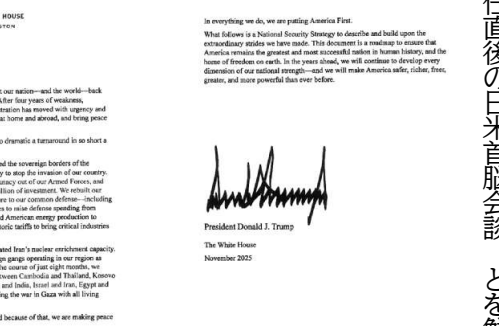 HOUSE
STON
t our nation—and the world—back
After four years of weakness,
tration has moved with urgency and
at home and abroad, and bring peace
o dramatic a turnaround in so short a
d the sovereign borders of the
y to stop the invasion of our country.
unacy out of our Armed Forces, and
illion of investment. We rebuilt our
re to our common defense—including
es to raise defense spending from
d American energy production to
toric tariffs to bring critical industries
ated Iran's nuclear enrichment capacity.
gn gangs operating in our region as
he course of just eight months, we
tween Cambodia and Thailand, Kosovo
and India, Israel and Iran, Egypt and
ing the war in Gaza with all living
d because of that, we are making peace
In everything we do, we are putting America First.
What follows is a National Security Strategy to describe and build upon the
extraordinary strides we have made. This document is a roadmap to ensure that
America remains the greatest and most successful nation in human history, and the
home of freedom on earth. In the years ahead, we will continue to develop every
dimension of our national strength—and we will make America safer, richer, freer,
greater, and more powerful than ever before.
President Donald J. Trump
The White House
November 2025
任直後の日米首脳会談